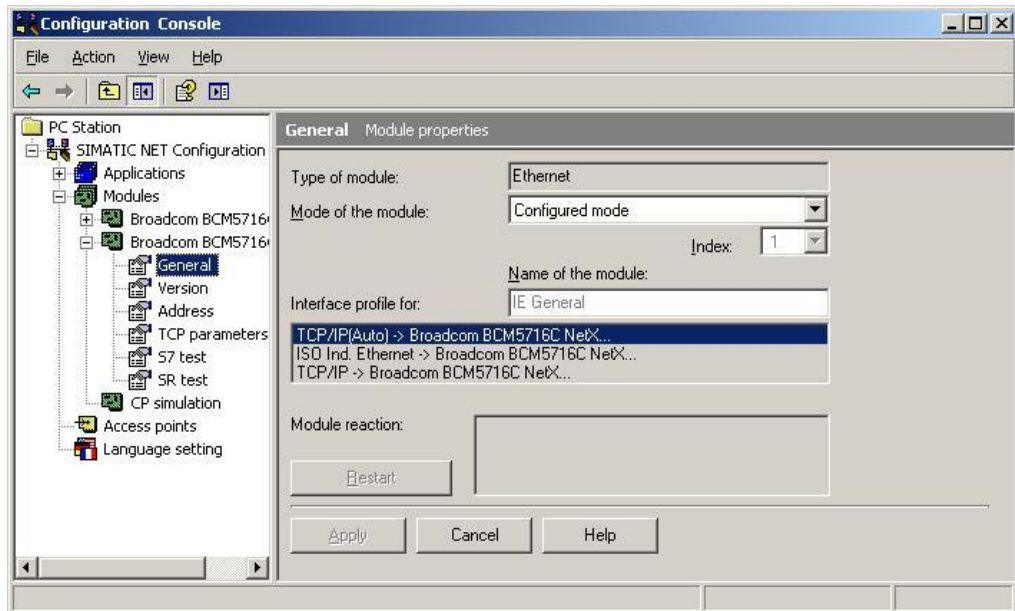 Configuration Console
File Action View Help
PC Station
SIMATIC NET Configuration
Applications
Modules
Broadcom BCM5716
Broadcom BCM5716
General
Version
Address
TCP parameters
S7 test
SR test
CP simulation
Access points
Language setting
General Module properties
Type of module: Ethernet
Mode of the module: Configured mode
Index: 1
Name of the module:
Interface profile for: IE General
TCP/IP(Auto) -> Broadcom BCM5716C NetX...
ISO Ind. Ethernet -> Broadcom BCM5716C NetX...
TCP/IP -> Broadcom BCM5716C NetX...
Module reaction:
Restart
Apply Cancel Help